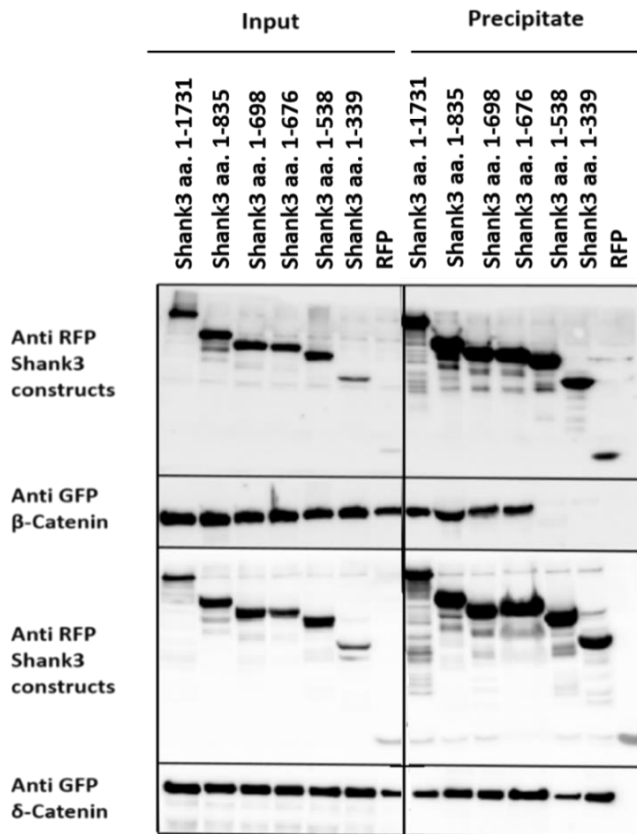 Input Precipitate
Shank3 aa. 1-1731
Shank3 aa. 1-835
Shank3 aa. 1-698
Shank3 aa. 1-676
Shank3 aa. 1-538
Shank3 aa. 1-339
RFP
Shank3 aa. 1-1731
Shank3 aa. 1-835
Shank3 aa. 1-698
Shank3 aa. 1-676
Shank3 aa. 1-538
Shank3 aa. 1-339
RFP
Anti RFP
Shank3
constructs
Anti GFP
β-Catenin
Anti RFP
Shank3
constructs
Anti GFP
δ-Catenin